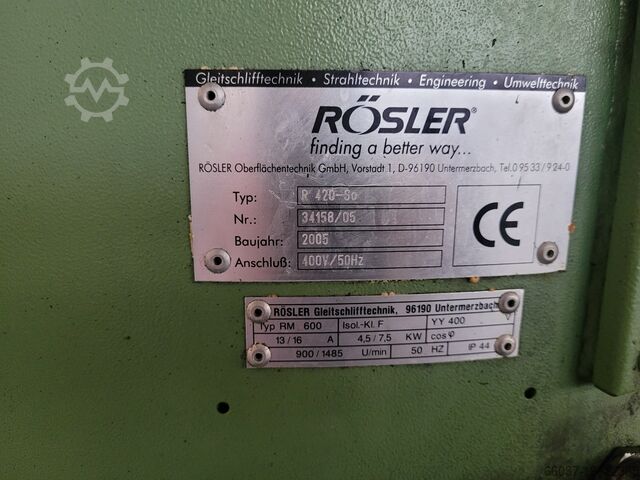 Gleitschlifftechnik • Strahltechnik • Engineering • Umwelttechnik
RÖSLER®
finding a better way...
RÖSLER Oberflächentechnik GmbH, Vorstadt 1, D-96190 Untermerzbach, Tel.0 95 33 / 9 24-0
Typ: R 420-So
Nr.: 34158/05
Baujahr: 2005
Anschluß: 400V/50Hz
CE
RÖSLER Gleitschlifftechnik, 96190 Untermerzbach
Typ RM 600 Isol.-Kl. F YY 400
13 / 16 A 4,5 / 7,5 KW cos φ
900 / 1485 U/min 50 HZ IP 44